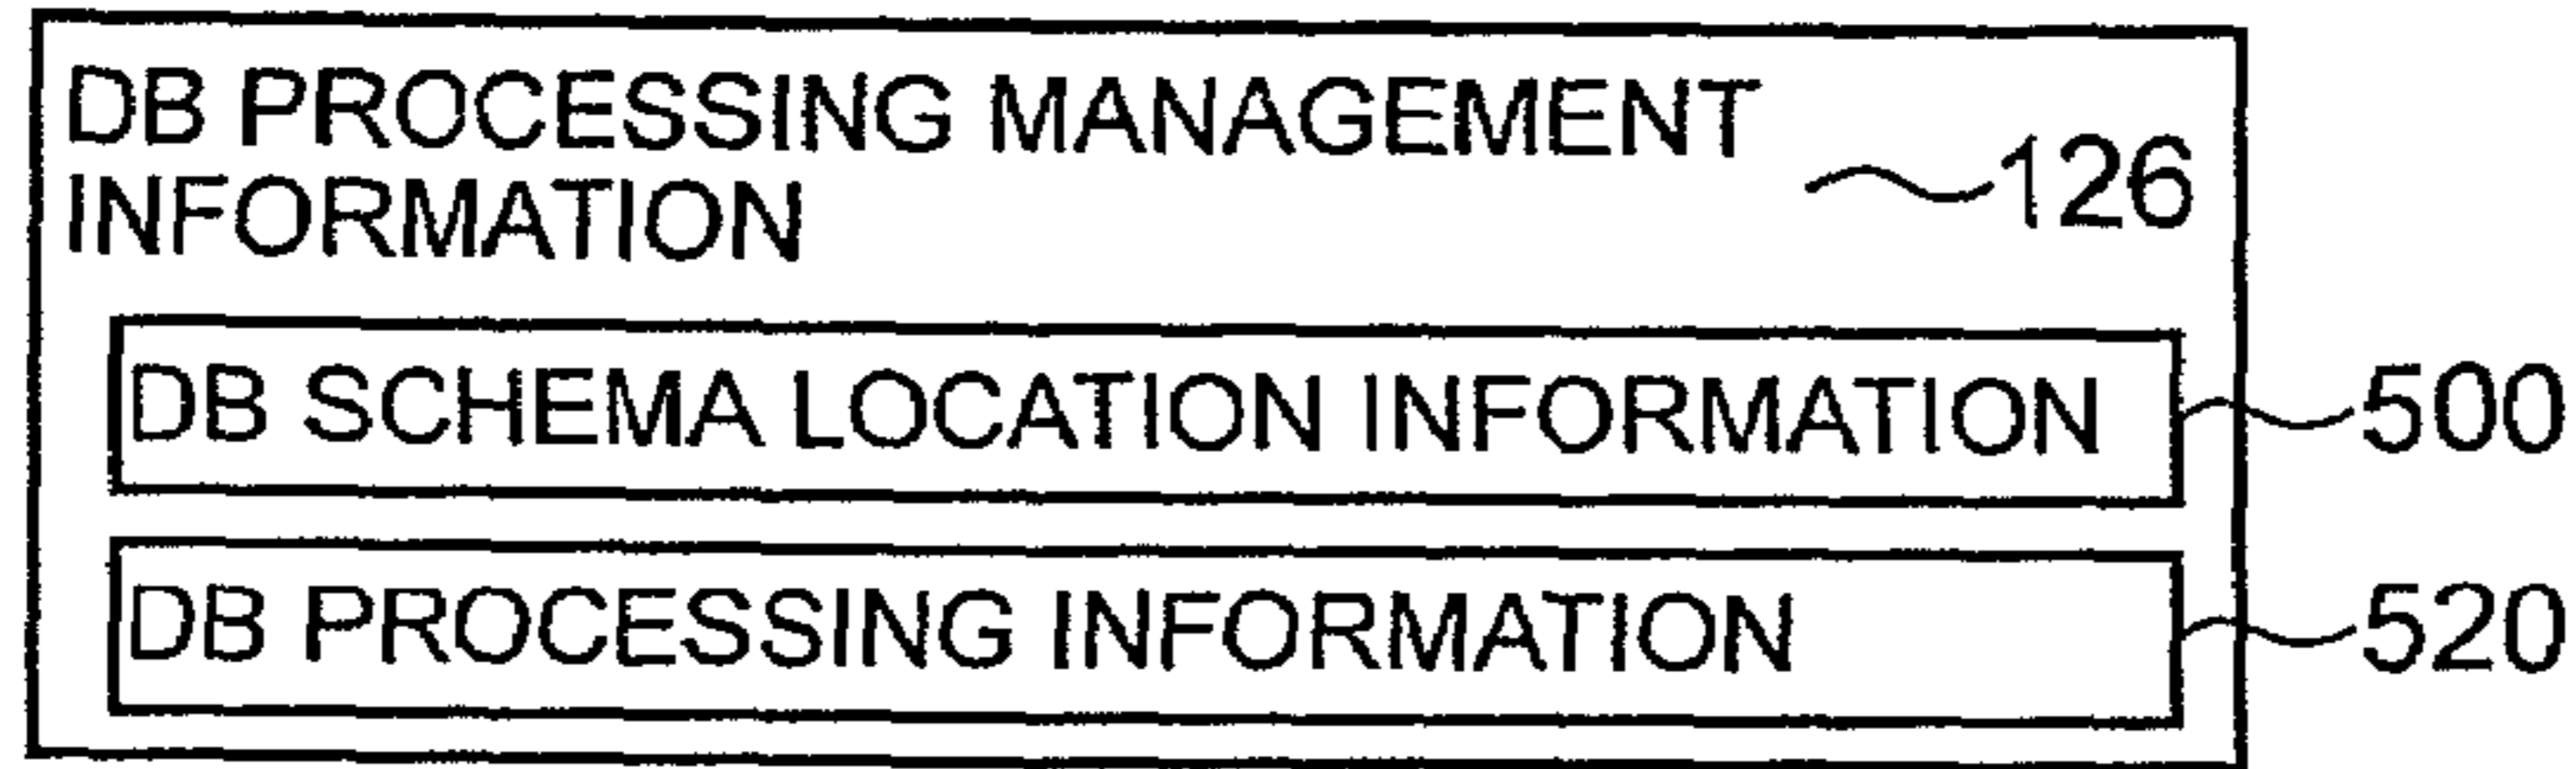 DB PROCESSING MANAGEMENT
INFORMATION
126
DB SCHEMA LOCATION INFORMATION
500
DB PROCESSING INFORMATION
520